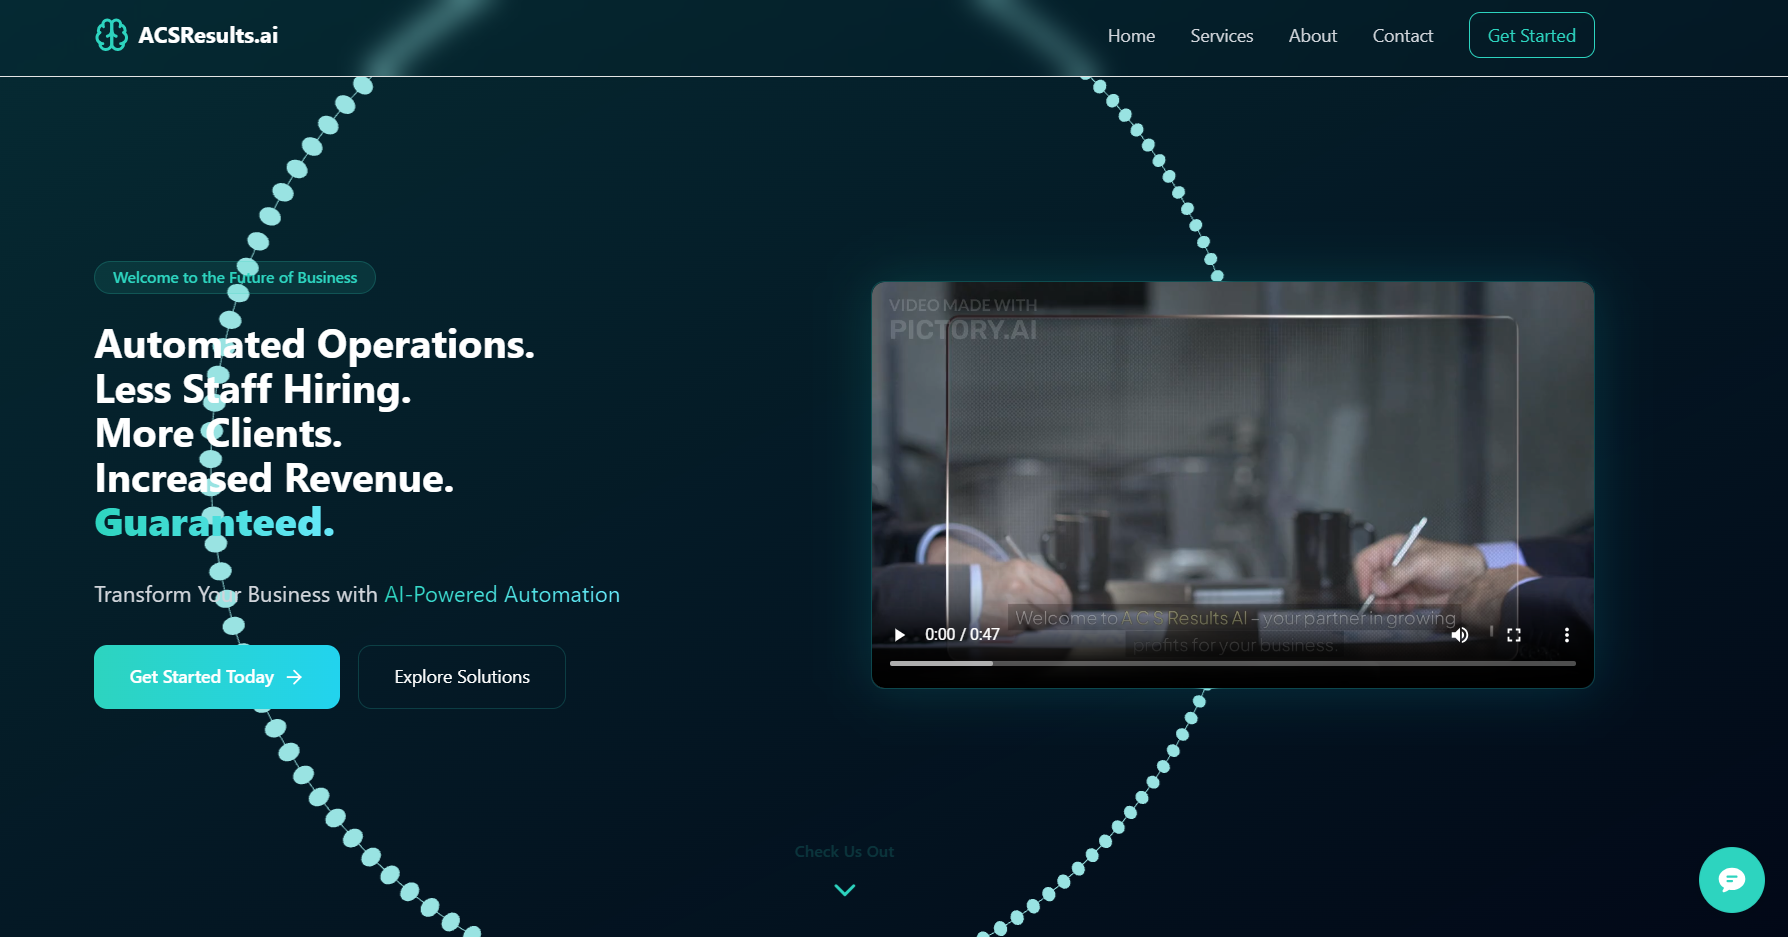 ACSResults.ai
Home
Services
About
Contact
Get Started
Welcome to the Future of Business
Automated Operations.
Less Staff Hiring.
More Clients.
Increased Revenue.
Guaranteed.
Transform Your Business with AI-Powered Automation
Get Started Today
Explore Solutions
VIDEO MADE WITH
PICTORY.AI
Welcome to A C S Results AI – your partner in growing
profits for your business.
0:00 / 0:47
Check Us Out